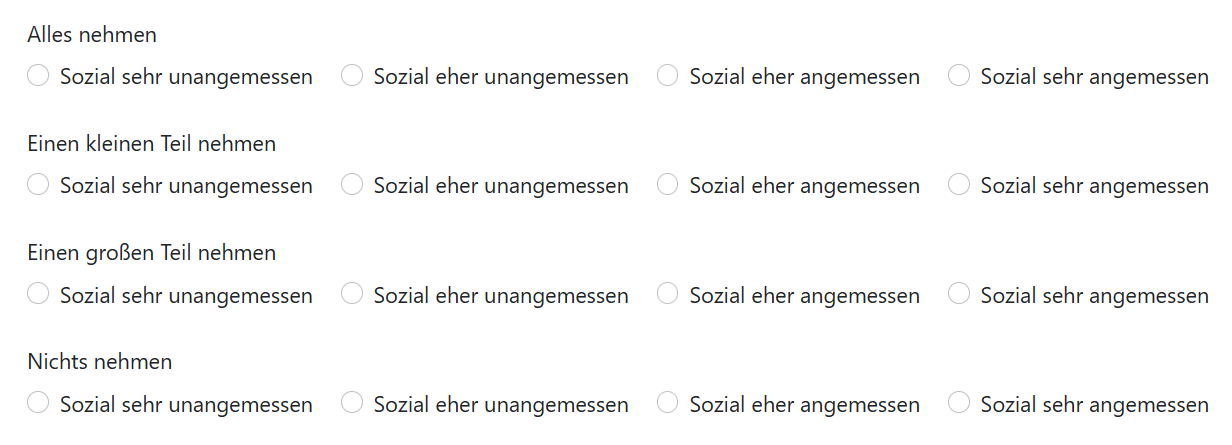 Alles nehmen
Sozial sehr unangemessen Sozial eher unangemessen Sozial eher angemessen Sozial sehr angemessen
Einen kleinen Teil nehmen
Sozial sehr unangemessen Sozial eher unangemessen Sozial eher angemessen Sozial sehr angemessen
Einen großen Teil nehmen
Sozial sehr unangemessen Sozial eher unangemessen Sozial eher angemessen Sozial sehr angemessen
Nichts nehmen
Sozial sehr unangemessen Sozial eher unangemessen Sozial eher angemessen Sozial sehr angemessen